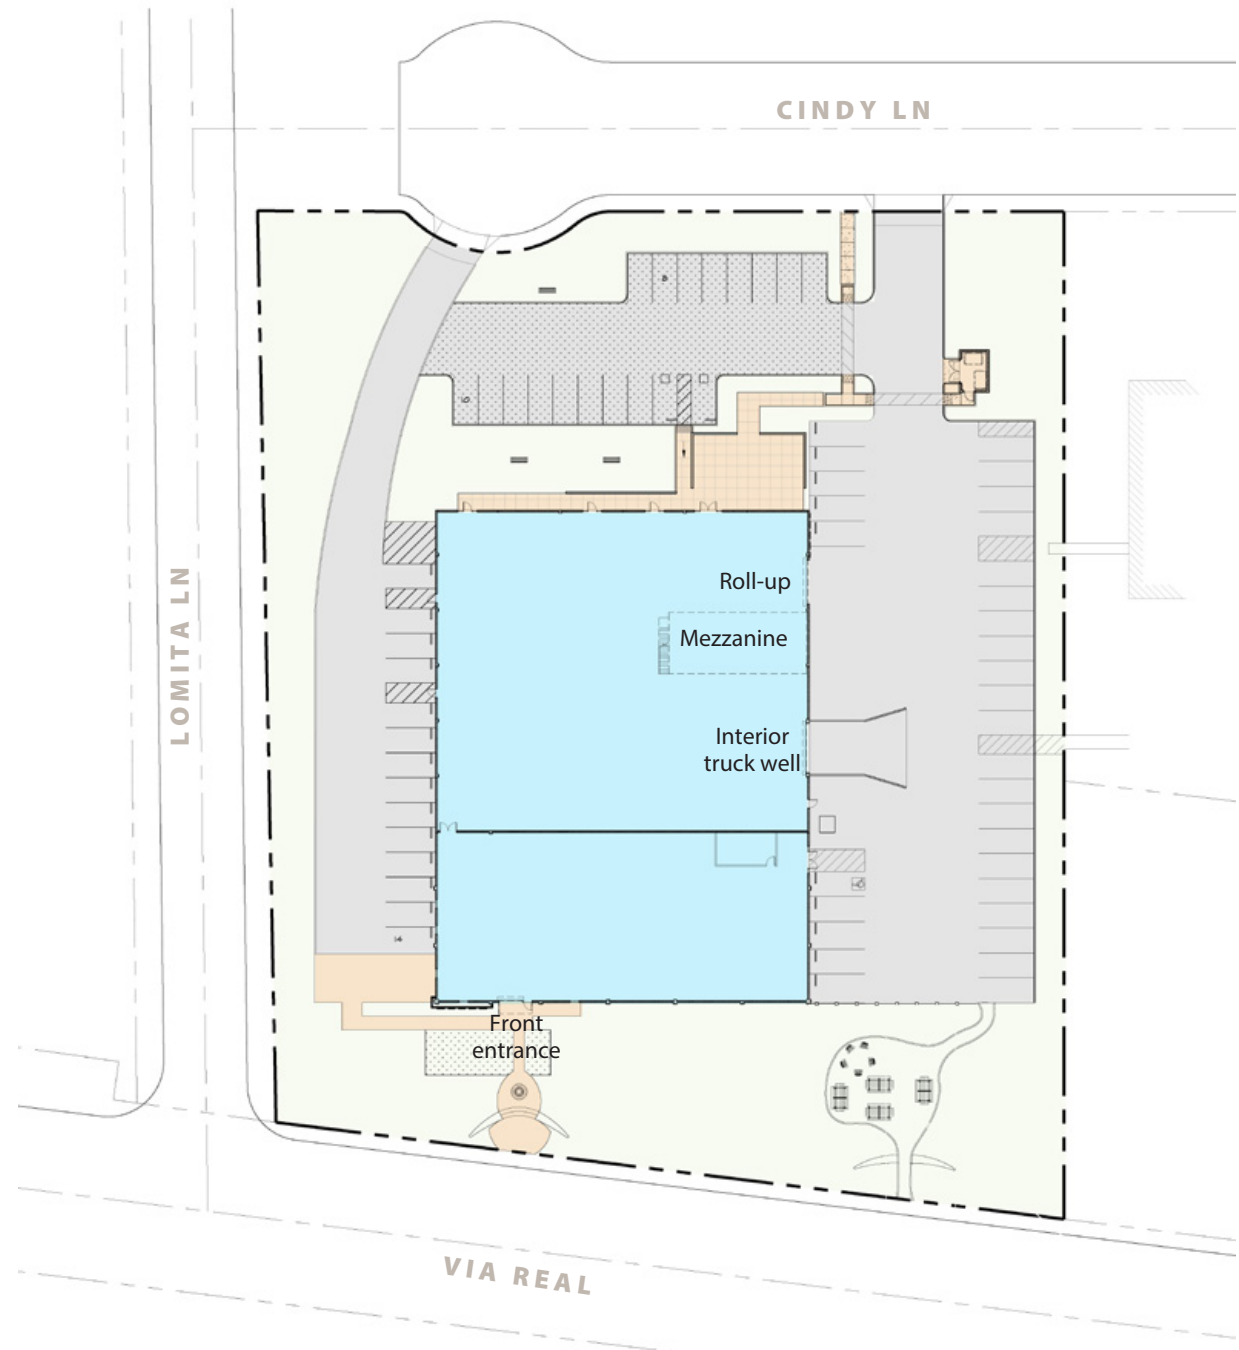 CINDY LN
LOMITA LN
Roll-up
Mezzanine
Interior
truck well
Front
entrance
VIA REAL